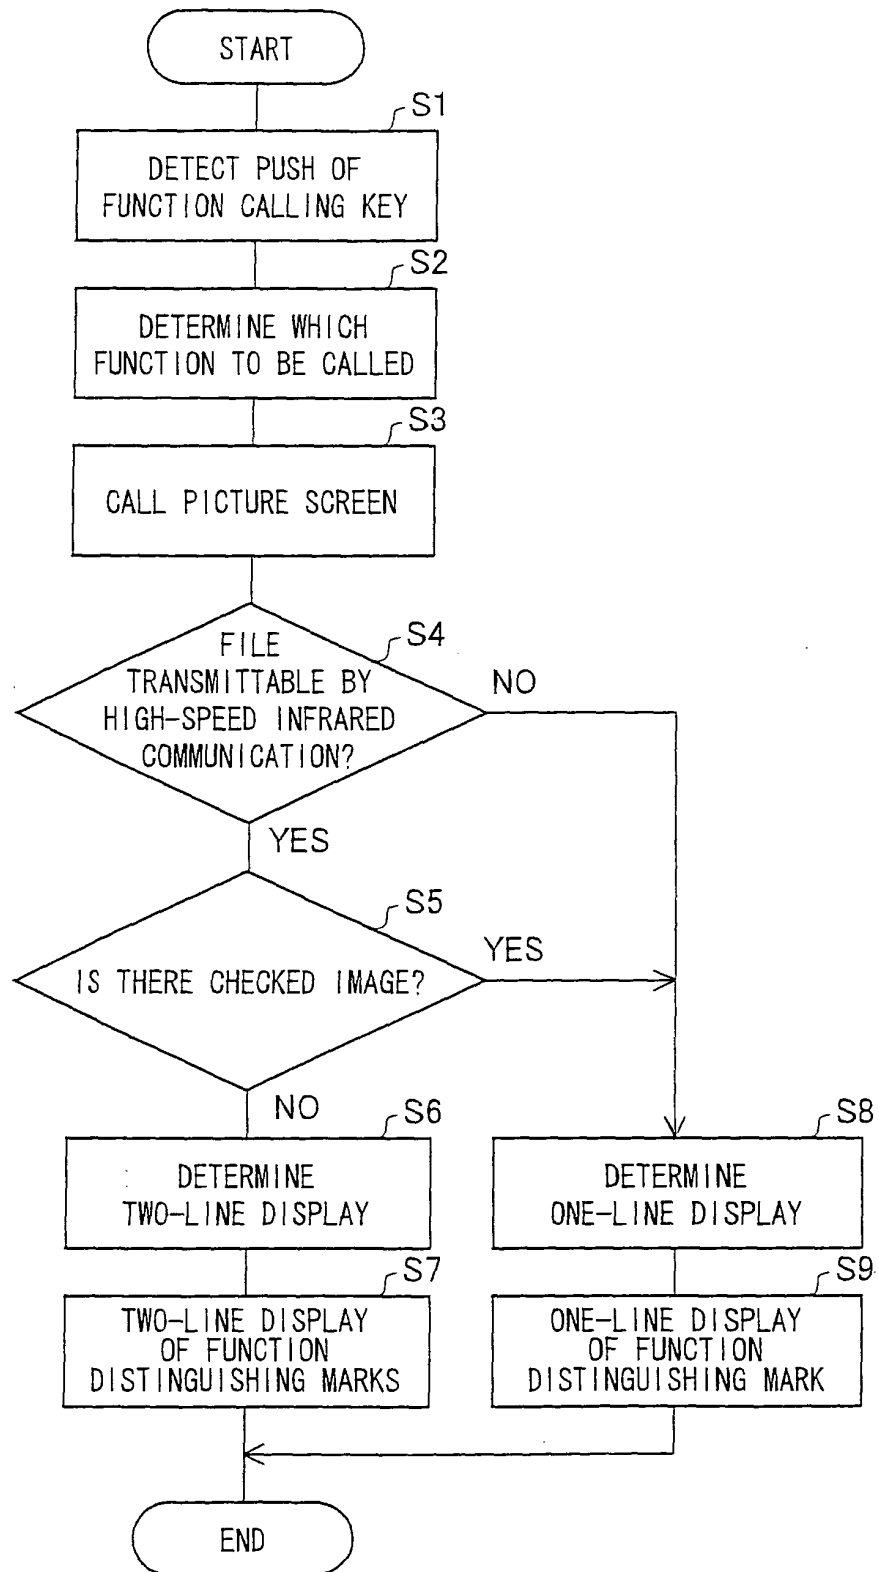 START
S1
DETECT PUSH OF
FUNCTION CALLING KEY
S2
DETERMINE WHICH
FUNCTION TO BE CALLED
S3
CALL PICTURE SCREEN
S4
FILE
TRANSMITTABLE BY
HIGH-SPEED INFRARED
COMMUNICATION?
NO
YES
S5
IS THERE CHECKED IMAGE?
YES
NO
S6
DETERMINE
TWO-LINE DISPLAY
S8
DETERMINE
ONE-LINE DISPLAY
S7
TWO-LINE DISPLAY
OF FUNCTION
DISTINGUISHING MARKS
S9
ONE-LINE DISPLAY
OF FUNCTION
DISTINGUISHING MARK
END